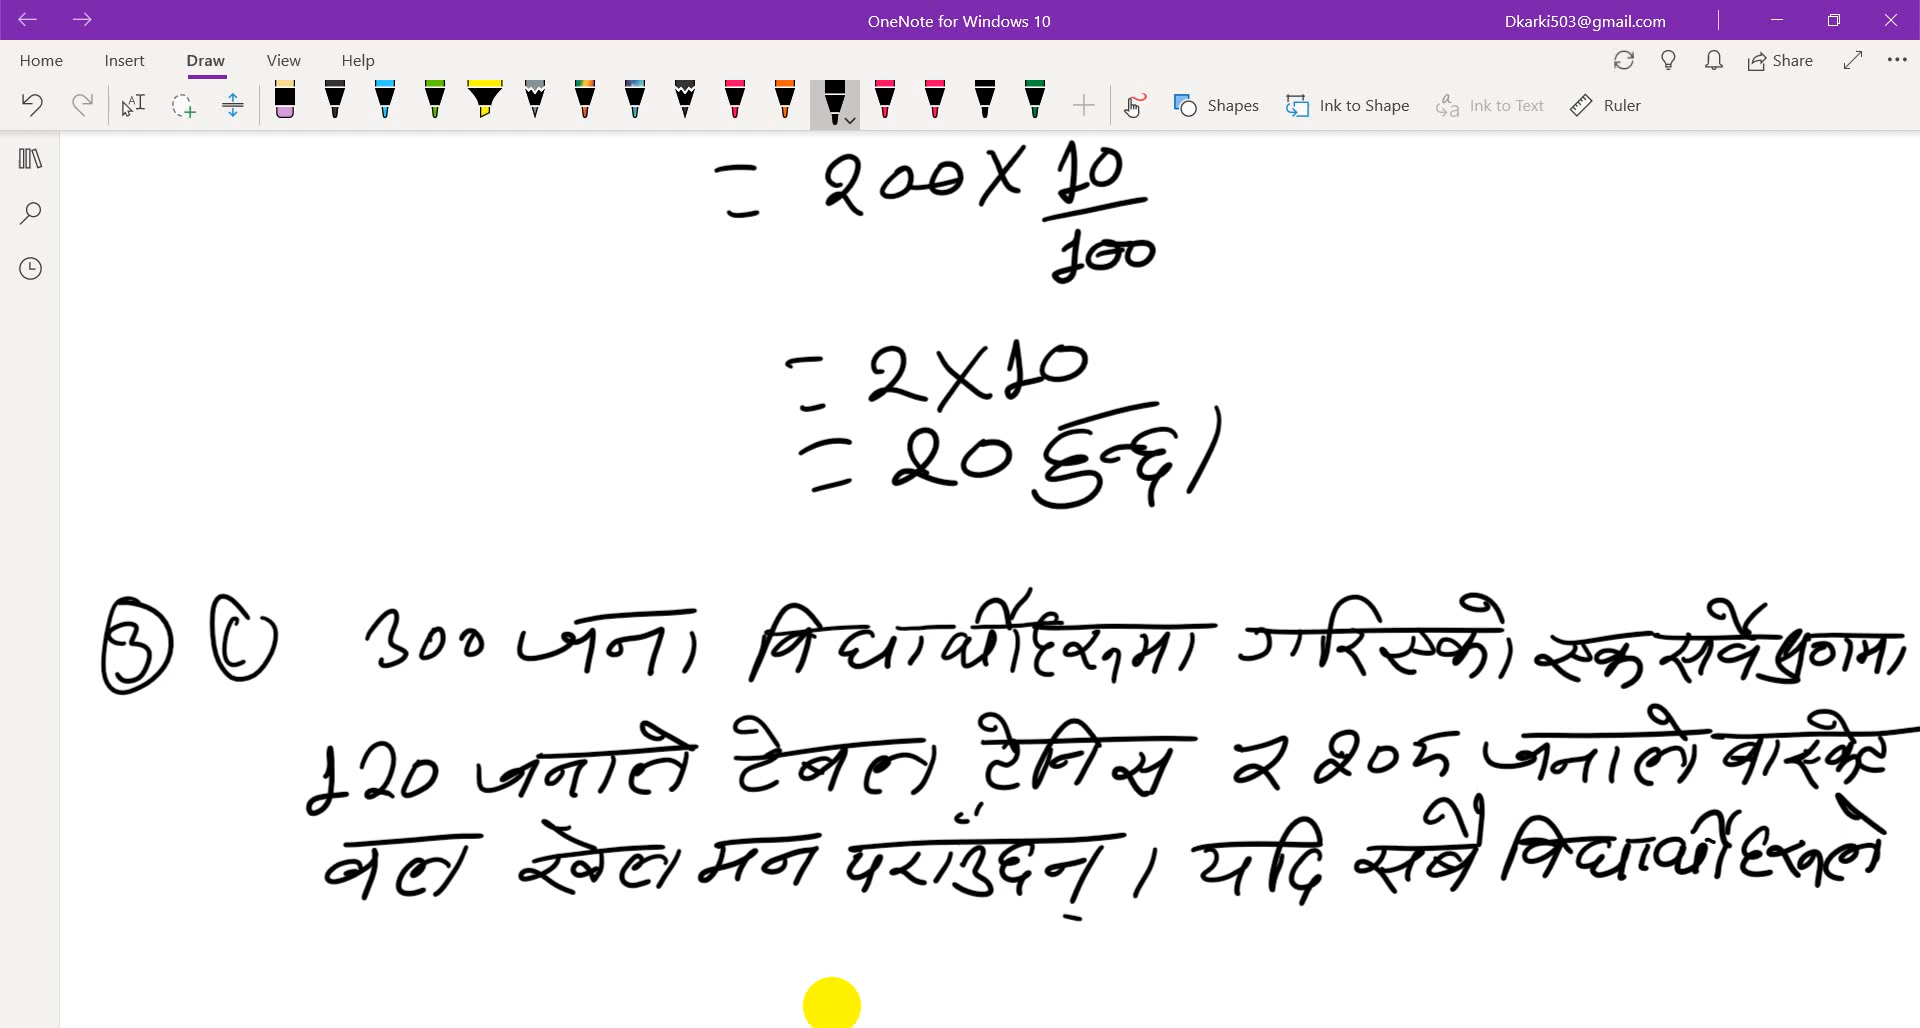 OneNote for Windows 10
Dkarki503@gmail.com
Home Insert Draw View Help Share
Shapes Ink to Shape Ink to Text Ruler
= 200 × 10
100
= 2 × 10
= 20 हुन्छ।
③ ⓒ 300 जना विद्यार्थीहरूमा गरिएको एक सर्वेक्षणमा
120 जनाले टेबल टेनिस र 205 जनाले बास्केट
बल खेल मन पराउँछन्। यदि सबै विद्यार्थीहरूले